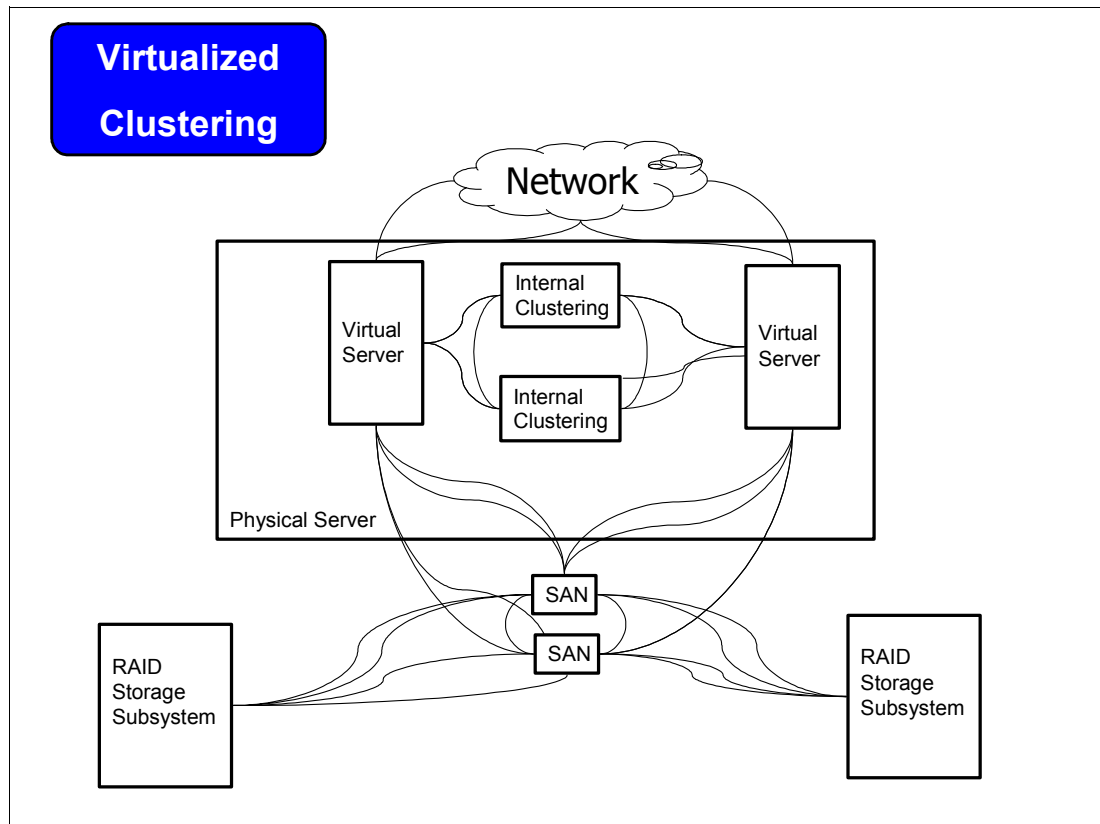 Virtualized
Clustering
Network
Internal
Clustering
Virtual
Server
Virtual
Server
Internal
Clustering
Physical Server
SAN
SAN
RAID
Storage
Subsystem
RAID
Storage
Subsystem